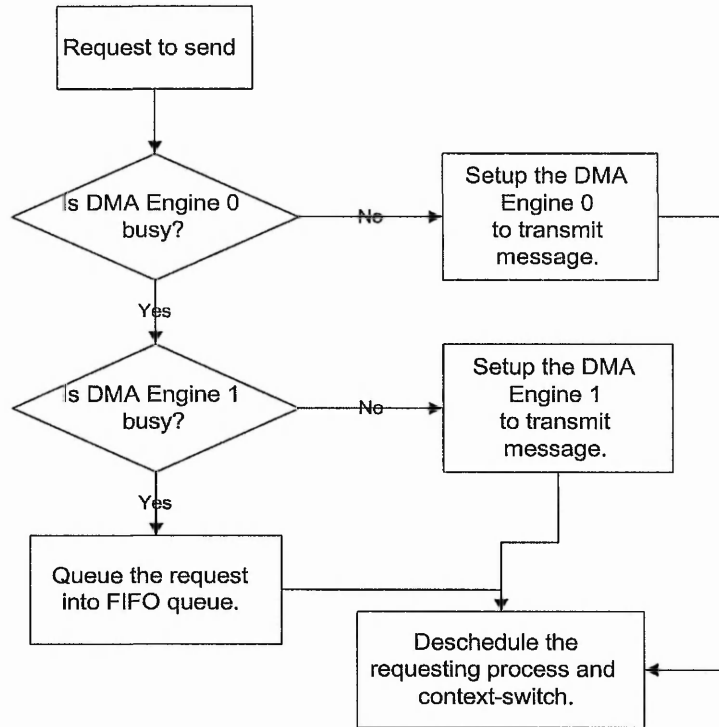 Request to send
Is DMA Engine 0
busy?
No
Setup the DMA
Engine 0
to transmit
message.
Yes
Is DMA Engine 1
busy?
No
Setup the DMA
Engine 1
to transmit
message.
Yes
Queue the request
into FIFO queue.
Deschedule the
requesting process and
context-switch.